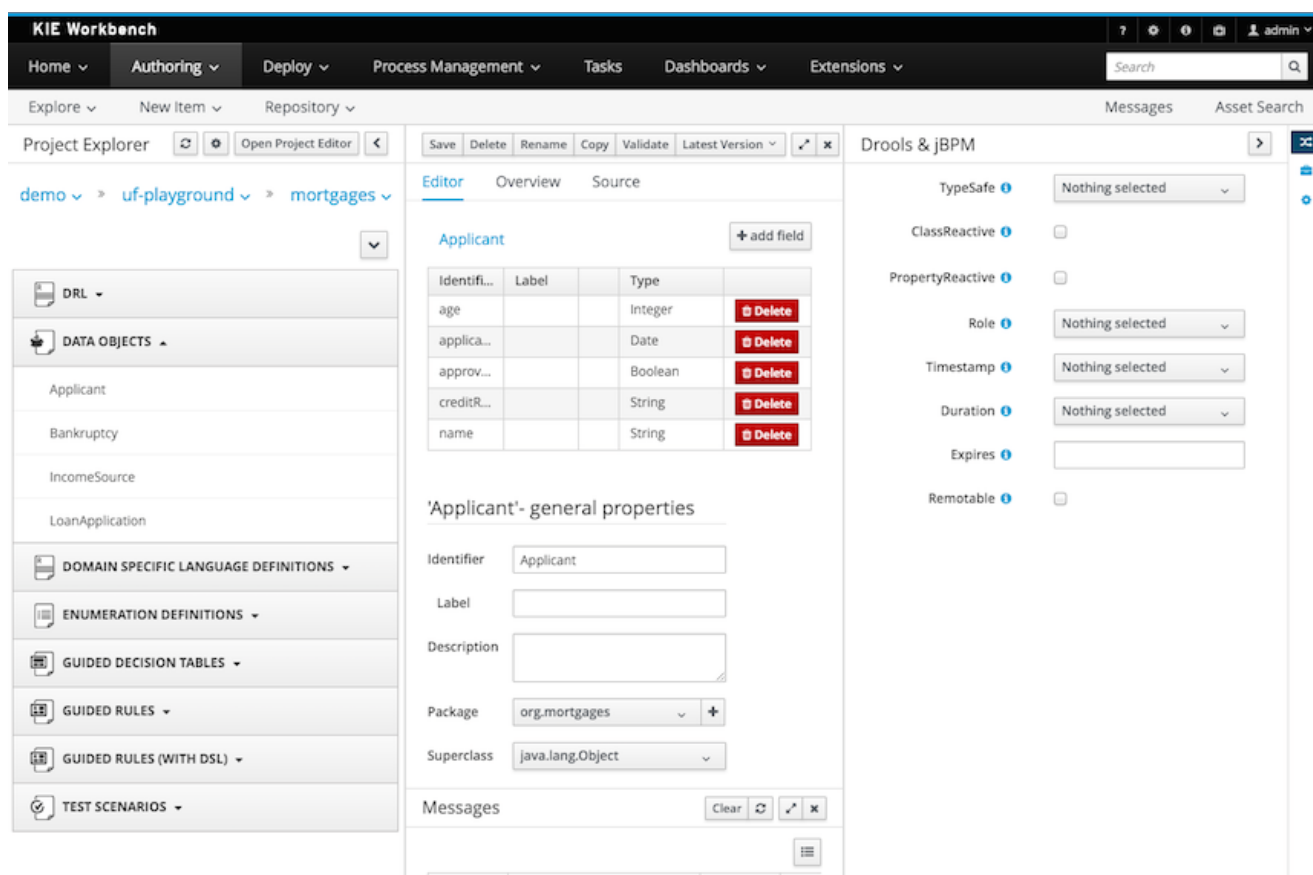 KIE Workbench
? admin
Home Authoring Deploy Process Management Tasks Dashboards Extensions Search
Explore New Item Repository Messages Asset Search
Project Explorer Open Project Editor
demo » uf-playground » mortgages
DRL
DATA OBJECTS
Applicant
Bankruptcy
IncomeSource
LoanApplication
DOMAIN SPECIFIC LANGUAGE DEFINITIONS
ENUMERATION DEFINITIONS
GUIDED DECISION TABLES
GUIDED RULES
GUIDED RULES (WITH DSL)
TEST SCENARIOS
Save Delete Rename Copy Validate Latest Version
Editor Overview Source
Applicant + add field
Identifi... Label Type
age Integer Delete
applica... Date Delete
approv... Boolean Delete
creditR... String Delete
name String Delete
'Applicant'- general properties
Identifier Applicant
Label
Description
Package org.mortgages +
Superclass java.lang.Object
Messages Clear
Drools & jBPM
TypeSafe Nothing selected
ClassReactive
PropertyReactive
Role Nothing selected
Timestamp Nothing selected
Duration Nothing selected
Expires
Remotable